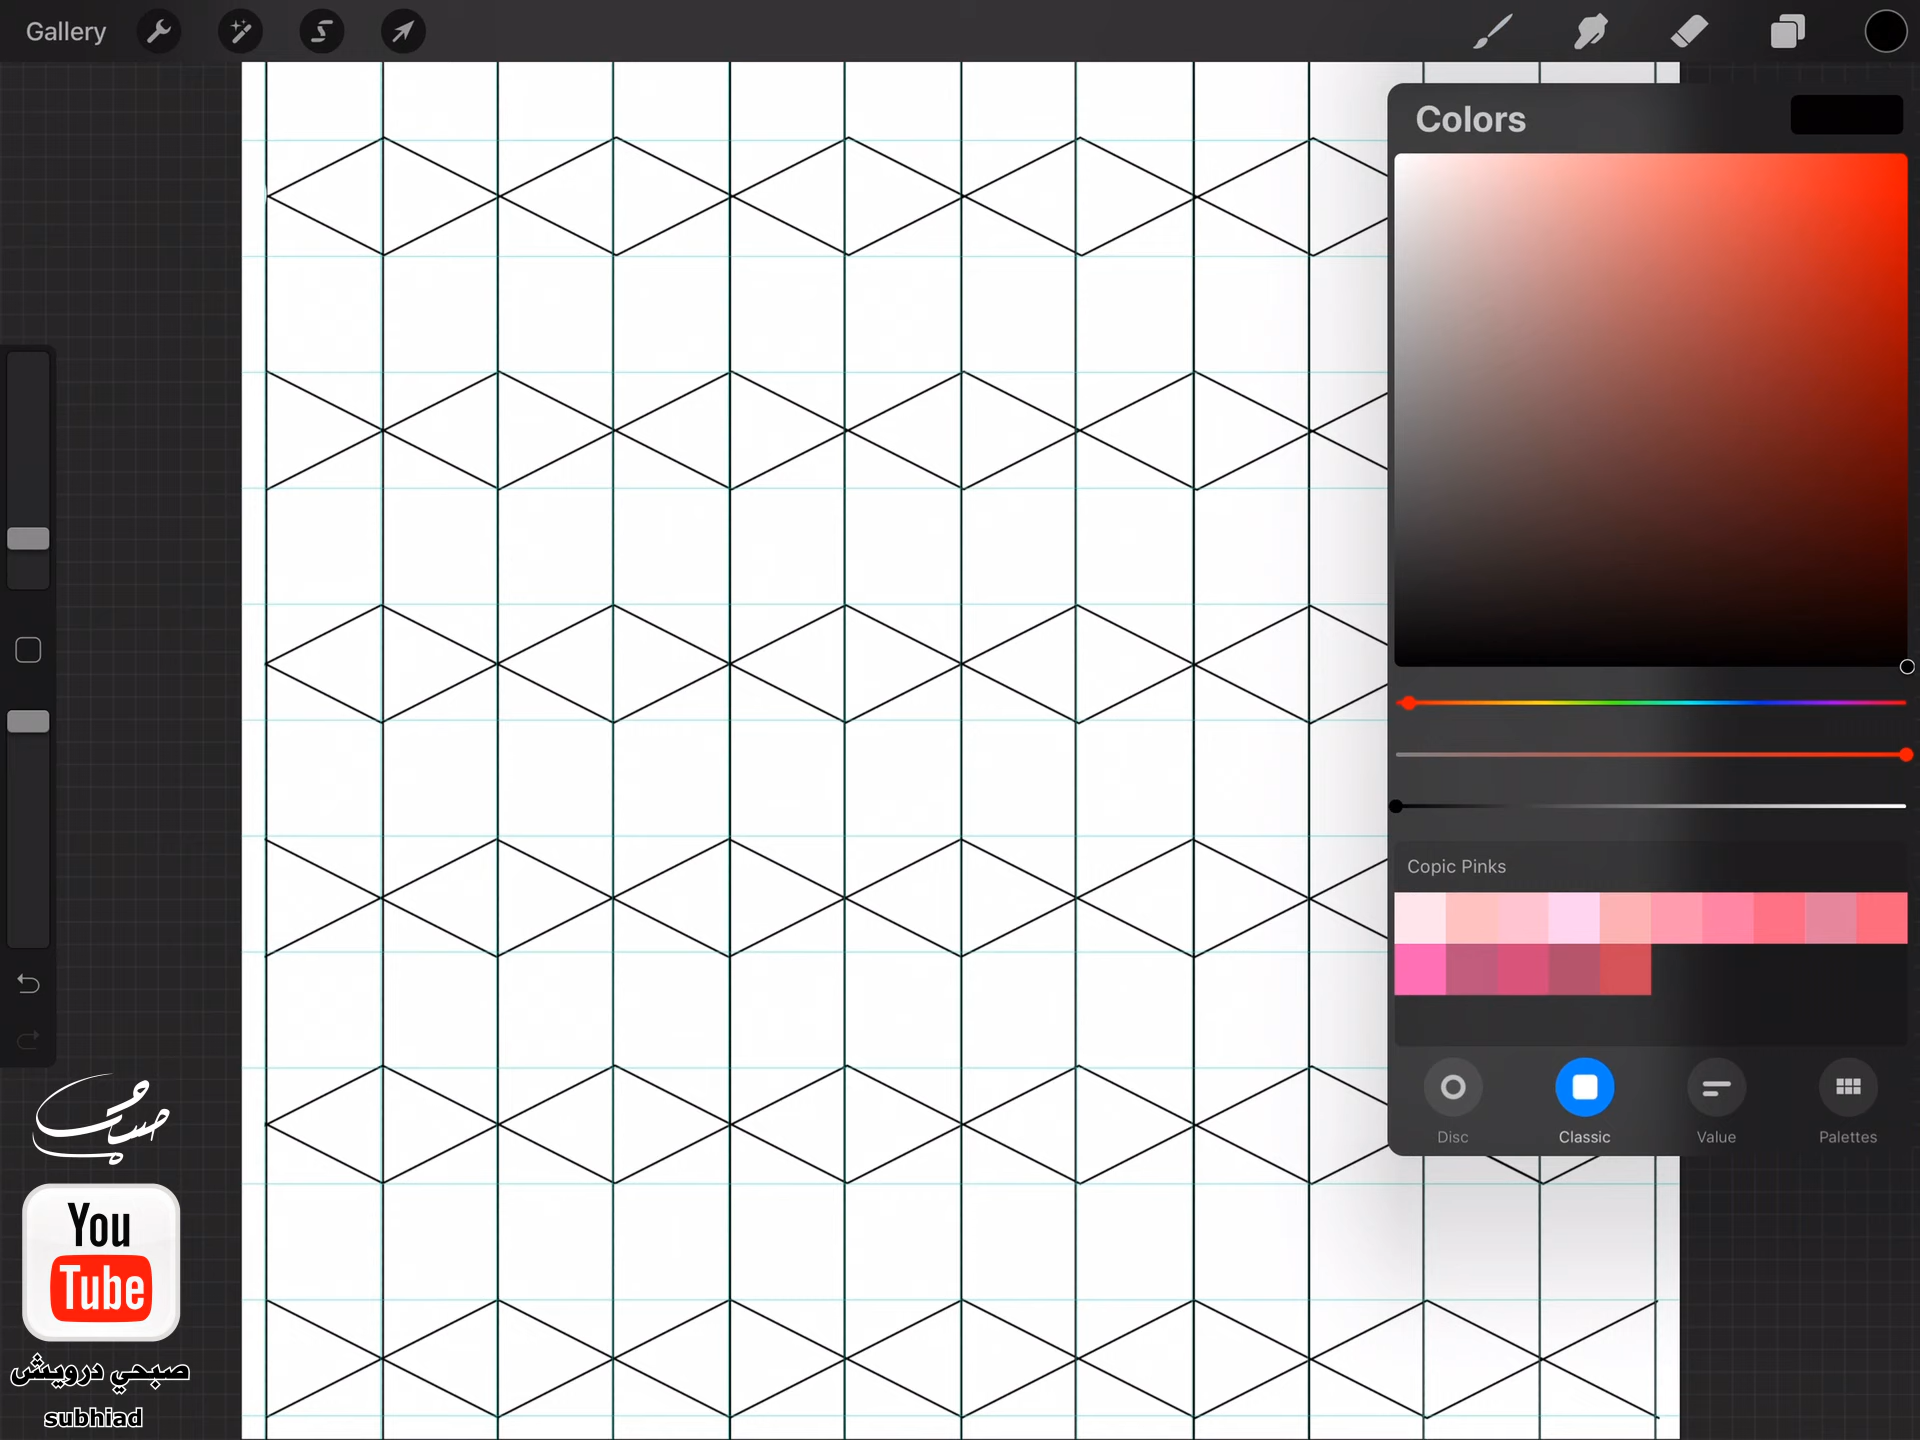 Gallery
Colors
Copic Pinks
Disc
Classic
Value
Palettes
You
Tube
صبحي درويش
subhiad